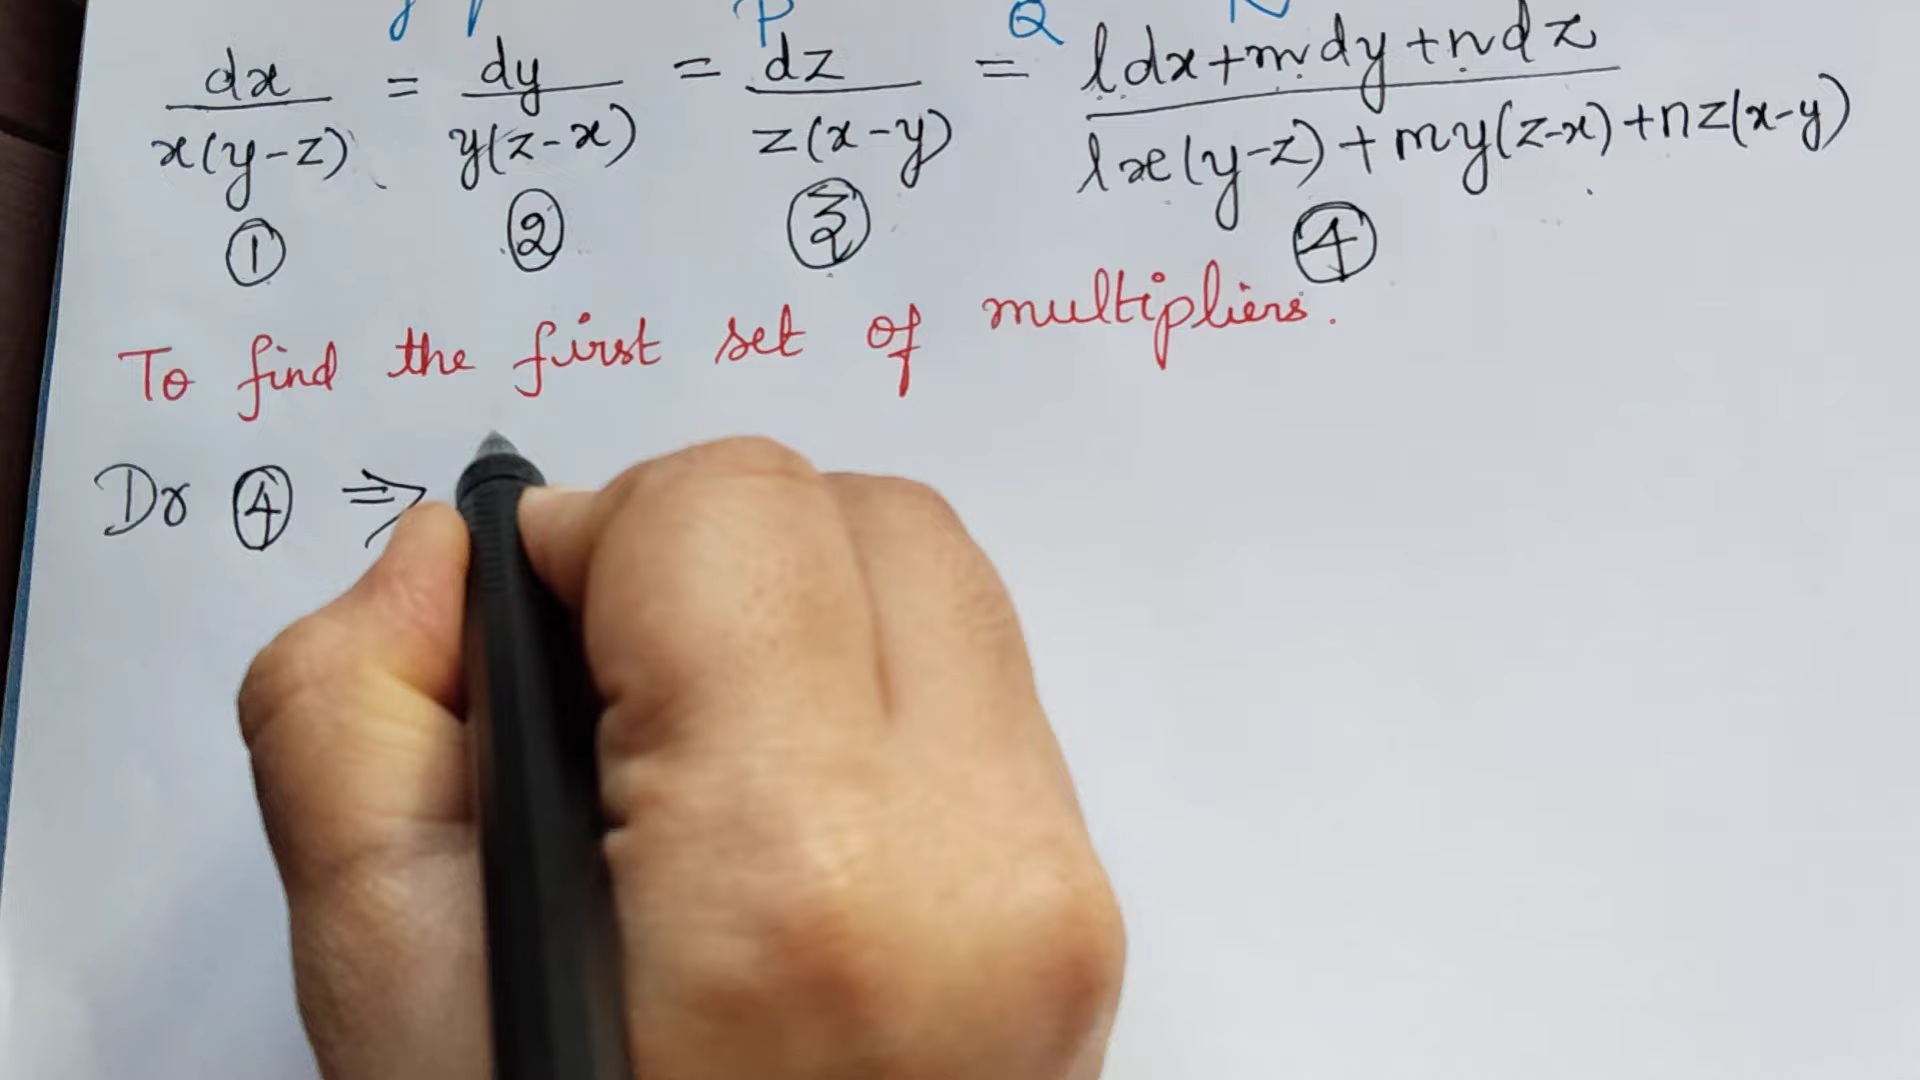 P Q
dx/x(y-z) = dy/y(z-x) = dz/z(x-y) = ldx+mdy+ndz/lx(y-z)+my(z-x)+nz(x-y)
① ② ③ ④
To find the first set of multipliers.
Dr ④ ⇒